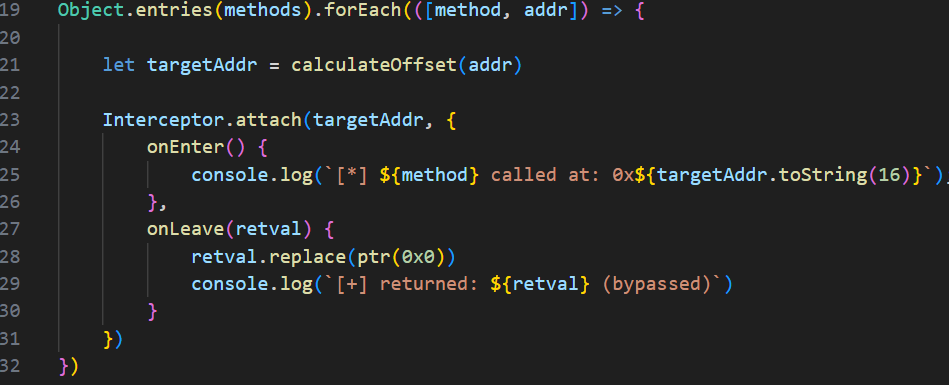 19 Object.entries(methods).forEach(([method, addr]) => {
20
21 let targetAddr = calculateOffset(addr)
22
23 Interceptor.attach(targetAddr, {
24 onEnter() {
25 console.log(`[*] ${method} called at: 0x${targetAddr.toString(16)}`)
26 },
27 onLeave(retval) {
28 retval.replace(ptr(0x0))
29 console.log(`[+] returned: ${retval} (bypassed)`)
30 }
31 })
32 })